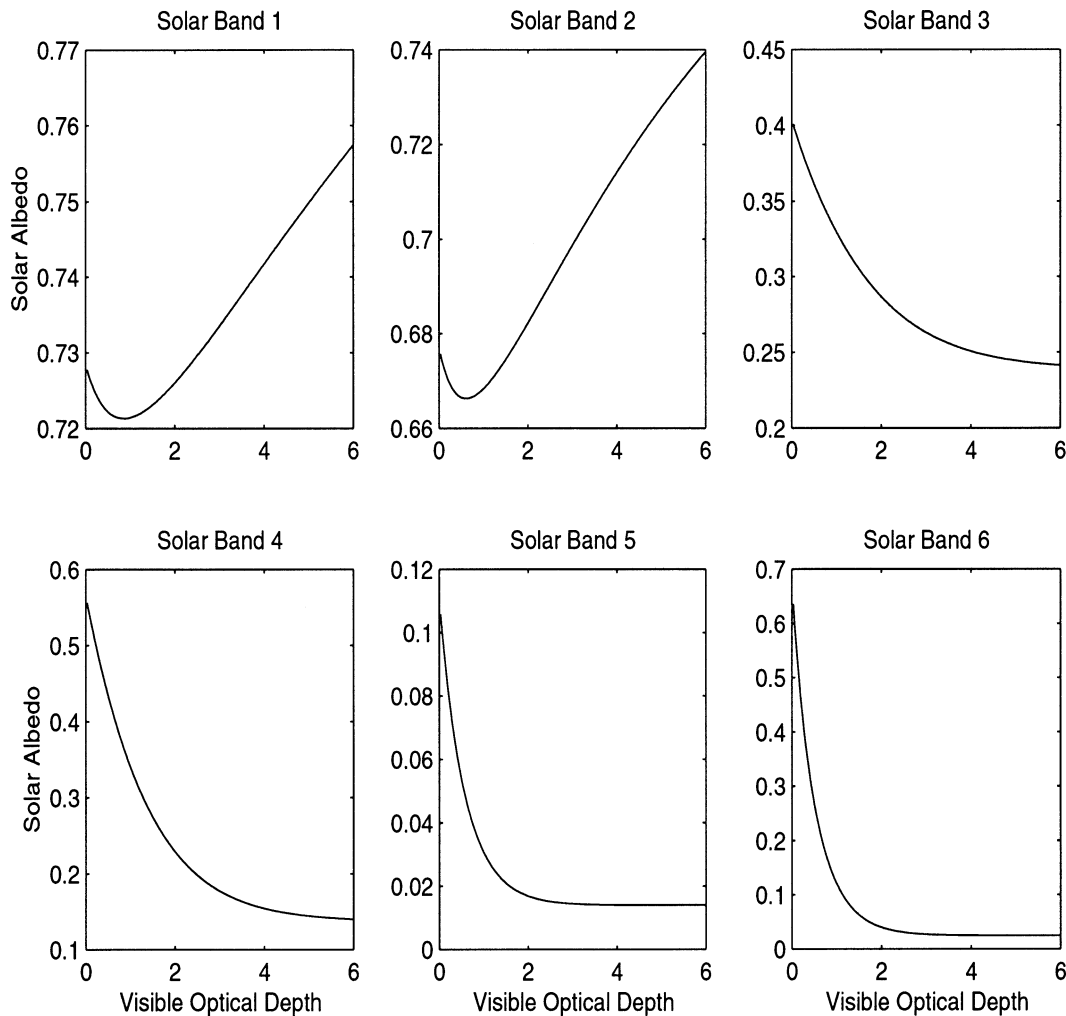 Solar Band 1
Solar Band 2
Solar Band 3
0.77
0.76
0.75
0.74
0.73
0.72
Solar Albedo
0 2 4 6
0.74
0.72
0.7
0.68
0.66
0 2 4 6
0.45
0.4
0.35
0.3
0.25
0.2
0 2 4 6
Solar Band 4
Solar Band 5
Solar Band 6
0.6
0.5
0.4
0.3
0.2
0.1
Solar Albedo
0 2 4 6
Visible Optical Depth
0.12
0.1
0.08
0.06
0.04
0.02
0
0 2 4 6
Visible Optical Depth
0.7
0.6
0.5
0.4
0.3
0.2
0.1
0
0 2 4 6
Visible Optical Depth